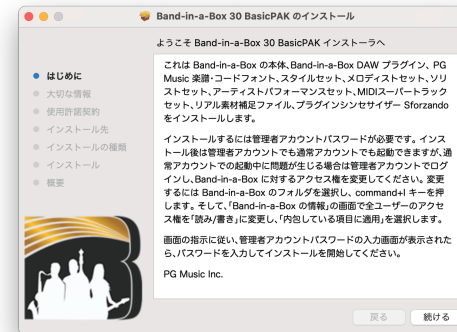 Band-in-a-Box 30 BasicPAK のインストール
ようこそ Band-in-a-Box 30 BasicPAK インストーラへ
はじめに
大切な情報
使用許諾契約
インストール先
インストールの種類
インストール
概要
これは Band-in-a-Box の本体、Band-in-a-Box DAW プラグイン、PG
Music 楽譜・コードフォント、スタイルセット、メロディストセット、ソリ
ストセット、アーティストパフォーマンスセット、MIDIスーパートラック
セット、リアル素材補足ファイル、プラグインシンセサイザー Sforzando
をインストールします。
インストールするには管理者アカウントパスワードが必要です。インス
トール後は管理者アカウントでも通常アカウントでも起動できますが、通
常アカウントでの起動中に問題が生じる場合は管理者アカウントでログ
インし、Band-in-a-Box に対するアクセス権を変更してください。変更
するには Band-in-a-Box のフォルダを選択し、command+I キーを押
します。そして、「Band-in-a-Box の情報」の画面で全ユーザーのアクセ
ス権を「読み/書き」に変更し、「内包している項目に適用」を選択します。
画面の指示に従い、管理者アカウントパスワードの入力画面が表示された
ら、パスワードを入力してインストールを開始してください。
PG Music Inc.
戻る
続ける